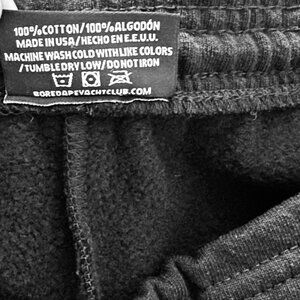 100% COTTON/100% ALGODÓN
MADE IN USA/HECHO EN E.E.U.U.
MACHINE WASH COLD WITH LIKE COLORS
/TUMBLE DRY LOW/DO NOT IRON
BOREDAPEYACHTCLUB.COM